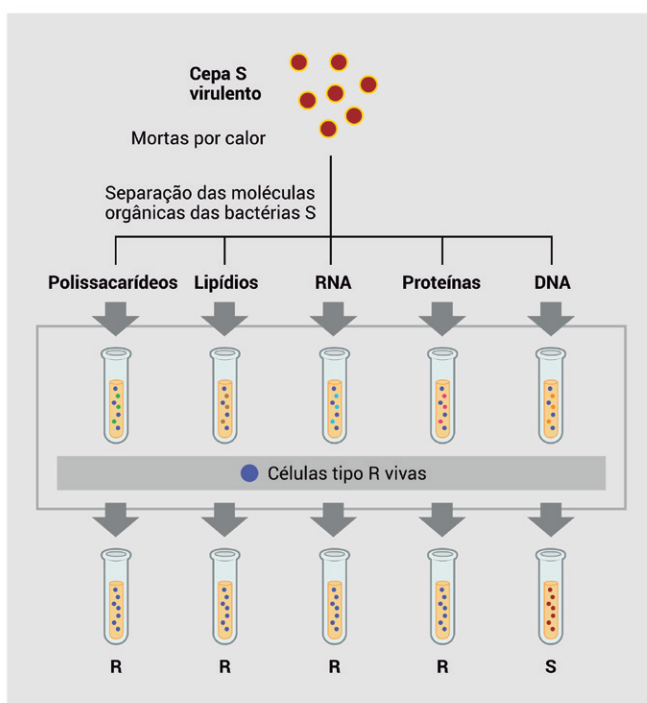 Cepa S
virulento
Mortas por calor
Separação das moléculas
orgânicas das bactérias S
Polissacarídeos Lipídios RNA Proteínas DNA
Células tipo R vivas
R R R R S